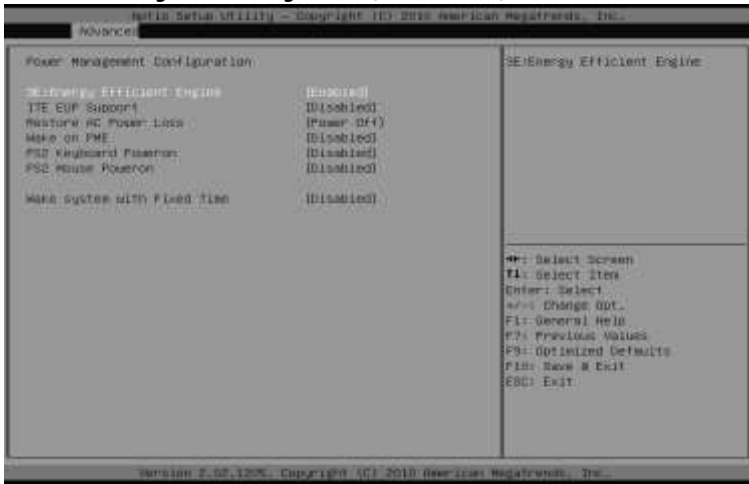 Aptio Setup Utility - Copyright (C) 2010 American Megatrends, Inc.
Advanced
Power Management Configuration
3E:Energy Efficient Engine [Enabled]
ITE EUP Support [Disabled]
Restore AC Power Loss [Power Off]
Wake on PME [Disabled]
PS2 Keyboard Poweron [Disabled]
PS2 Mouse Poweron [Disabled]
Wake system with Fixed Time [Disabled]
3E:Energy Efficient Engine
: Select Screen
↑↓: Select Item
Enter: Select
+/-: Change Opt.
F1: General Help
F7: Previous Values
F9: Optimized Defaults
F10: Save & Exit
ESC: Exit
Version 2.02.1205. Copyright (C) 2010 American Megatrends, Inc.